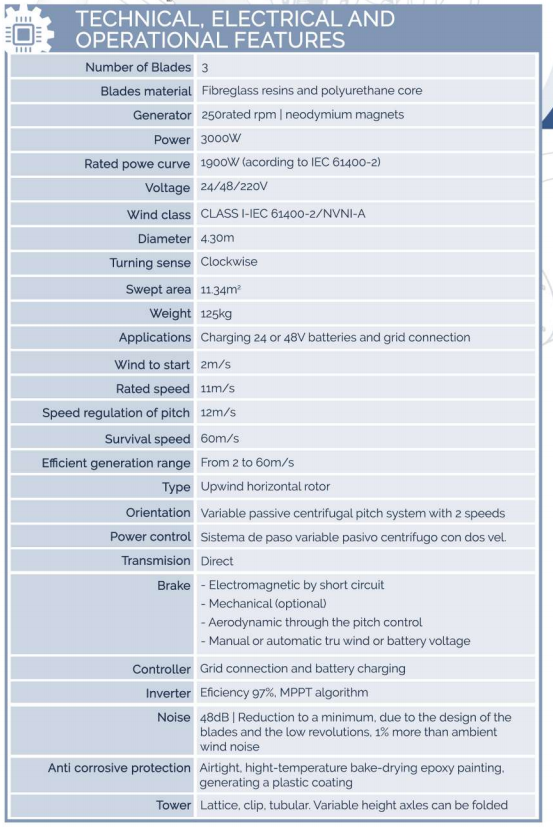 TECHNICAL, ELECTRICAL AND
OPERATIONAL FEATURES
Number of Blades 3
Blades material Fibreglass resins and polyurethane core
Generator 250rated rpm | neodymium magnets
Power 3000W
Rated powe curve 1900W (acording to IEC 61400-2)
Voltage 24/48/220V
Wind class CLASS I-IEC 61400-2/NVNI-A
Diameter 4.30m
Turning sense Clockwise
Swept area 11.34m²
Weight 125kg
Applications Charging 24 or 48V batteries and grid connection
Wind to start 2m/s
Rated speed 11m/s
Speed regulation of pitch 12m/s
Survival speed 60m/s
Efficient generation range From 2 to 60m/s
Type Upwind horizontal rotor
Orientation Variable passive centrifugal pitch system with 2 speeds
Power control Sistema de paso variable pasivo centrífugo con dos vel.
Transmision Direct
Brake - Electromagnetic by short circuit
- Mechanical (optional)
- Aerodynamic through the pitch control
- Manual or automatic tru wind or battery voltage
Controller Grid connection and battery charging
Inverter Eficiency 97%, MPPT algorithm
Noise 48dB | Reduction to a minimum, due to the design of the
blades and the low revolutions, 1% more than ambient
wind noise
Anti corrosive protection Airtight, hight-temperature bake-drying epoxy painting,
generating a plastic coating
Tower Lattice, clip, tubular. Variable height axles can be folded